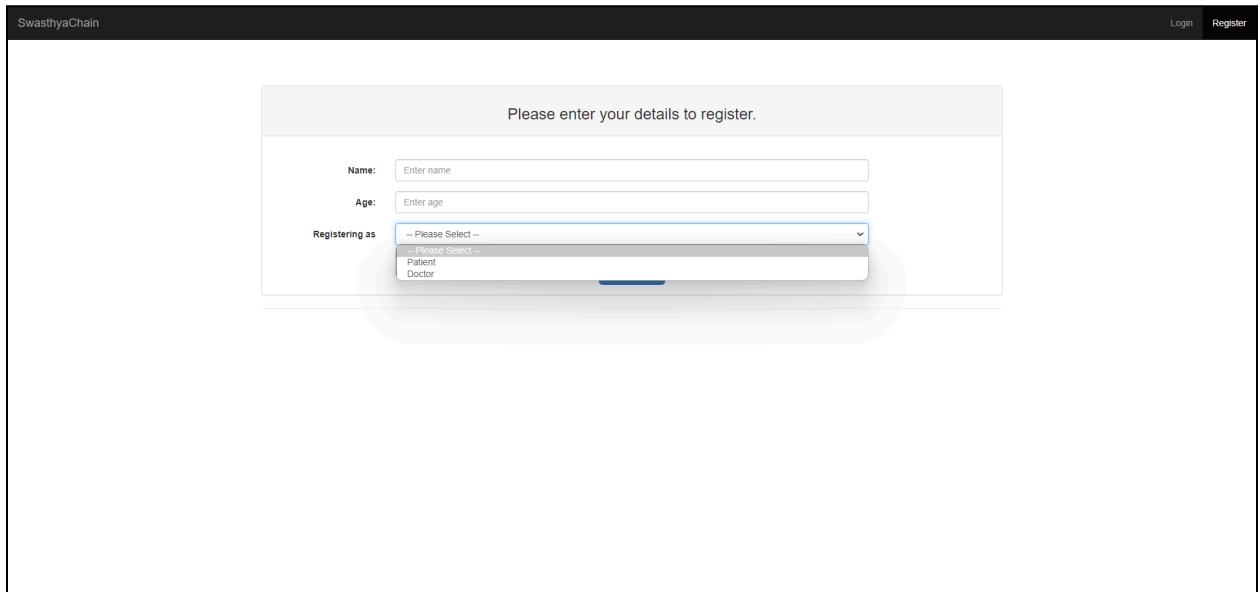 SwasthyaChain
Login Register
Please enter your details to register.
Name: Enter name
Age: Enter age
Registering as -- Please Select --
-- Please Select --
Patient
Doctor